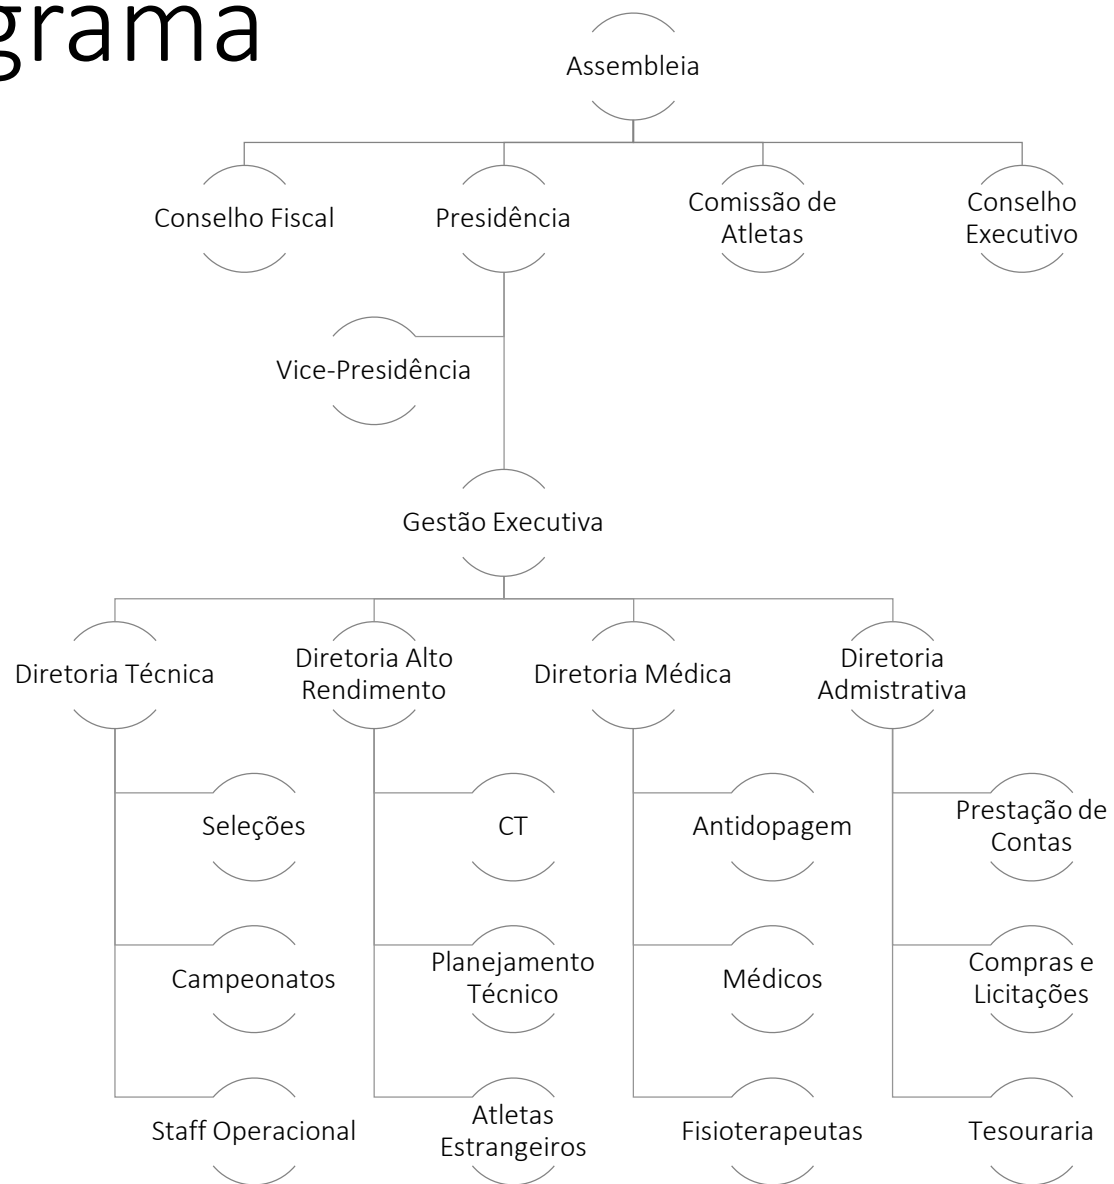 grama
Assembleia
Conselho Fiscal
Presidência
Comissão de
Atletas
Conselho
Executivo
Vice-Presidência
Gestão Executiva
Diretoria Técnica
Diretoria Alto
Rendimento
Diretoria Médica
Diretoria
Admistrativa
Seleções
CT
Antidopagem
Prestação de
Contas
Campeonatos
Planejamento
Técnico
Médicos
Compras e
Licitações
Staff Operacional
Atletas
Estrangeiros
Fisioterapeutas
Tesouraria